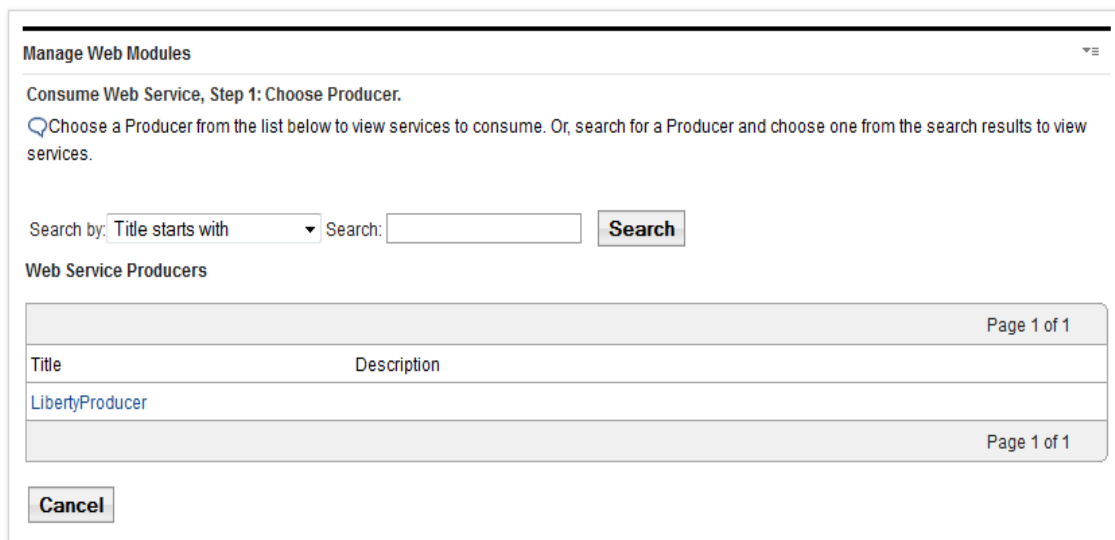 Manage Web Modules
Consume Web Service, Step 1: Choose Producer.
Choose a Producer from the list below to view services to consume. Or, search for a Producer and choose one from the search results to view
services.
Search by: Title starts with Search: Search
Web Service Producers
Page 1 of 1
Title Description
LibertyProducer
Page 1 of 1
Cancel